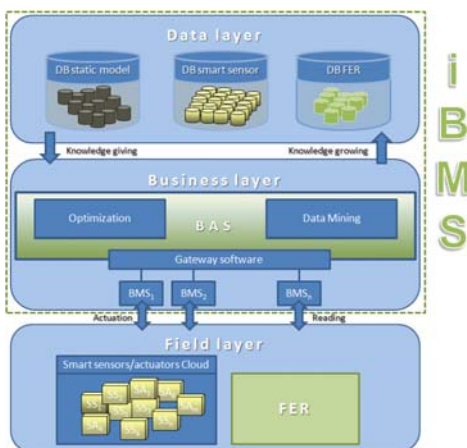 Data layer
DB static model
DB smart sensor
DB FER
Knowledge giving
Knowledge growing
Business layer
Optimization
BAS
Data Mining
Gateway software
BMS1
BMS2
BMSn
Actuation
Reading
Field layer
Smart sensors/actuators Cloud
FER
i
B
M
S